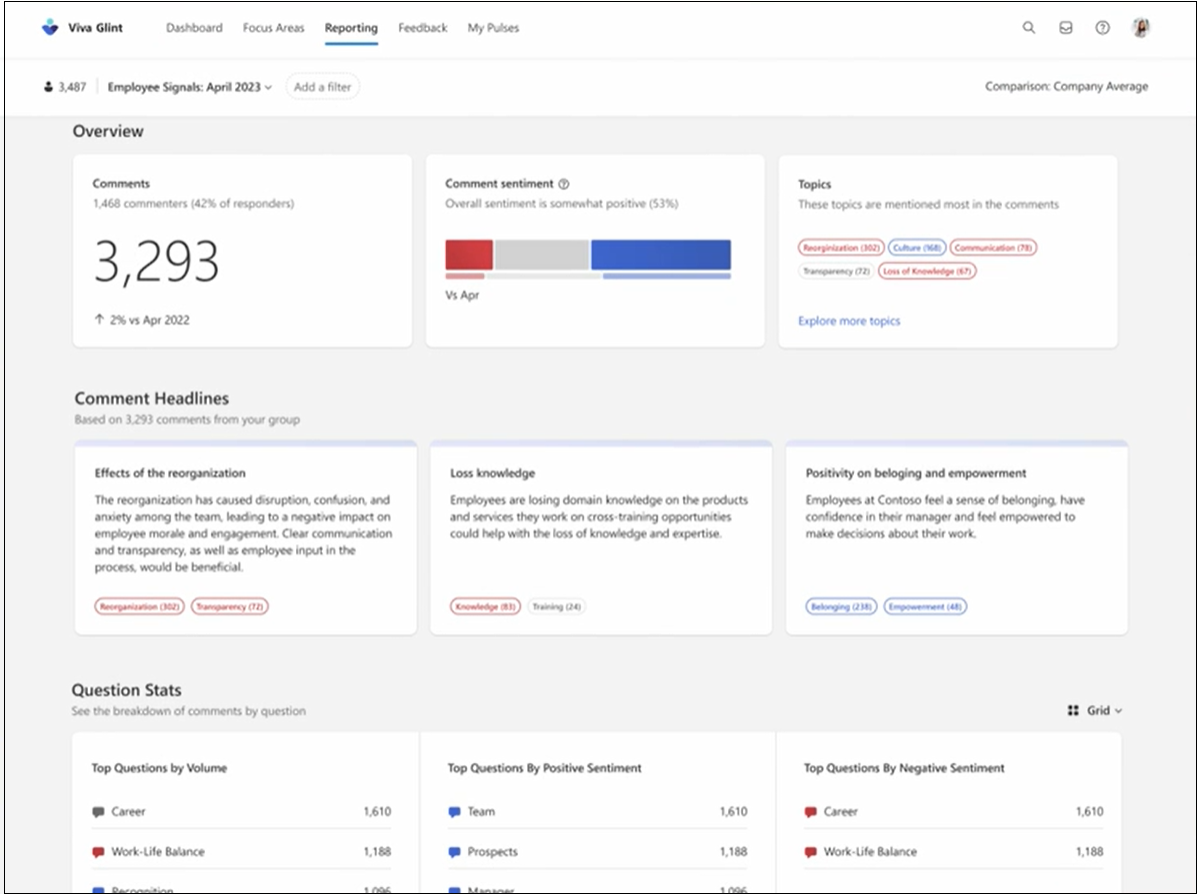 Viva Glint Dashboard Focus Areas Reporting Feedback My Pulses
3,487 Employee Signals: April 2023 Add a filter Comparison: Company Average
Overview
Comments
1,468 commenters (42% of responders)
3,293
↑ 2% vs Apr 2022
Comment sentiment
Overall sentiment is somewhat positive (53%)
Vs Apr
Topics
These topics are mentioned most in the comments
Reorginization (302) Culture (168) Communication (78)
Transparency (72) Loss of Knowledge (67)
Explore more topics
Comment Headlines
Based on 3,293 comments from your group
Effects of the reorganization
The reorganization has caused disruption, confusion, and
anxiety among the team, leading to a negative impact on
employee morale and engagement. Clear communication
and transparency, as well as employee input in the
process, would be beneficial.
Reorganization (302) Transparency (72)
Loss knowledge
Employees are losing domain knowledge on the products
and services they work on cross-training opportunities
could help with the loss of knowledge and expertise.
Knowledge (83) Training (24)
Positivity on beloging and empowerment
Employees at Contoso feel a sense of belonging, have
confidence in their manager and feel empowered to
make decisions about their work.
Belonging (238) Empowerment (48)
Question Stats
See the breakdown of comments by question
Grid
Top Questions by Volume
Career 1,610
Work-Life Balance 1,188
Recognition 1,096
Top Questions By Positive Sentiment
Team 1,610
Prospects 1,188
Manager 1,096
Top Questions By Negative Sentiment
Career 1,610
Work-Life Balance 1,188